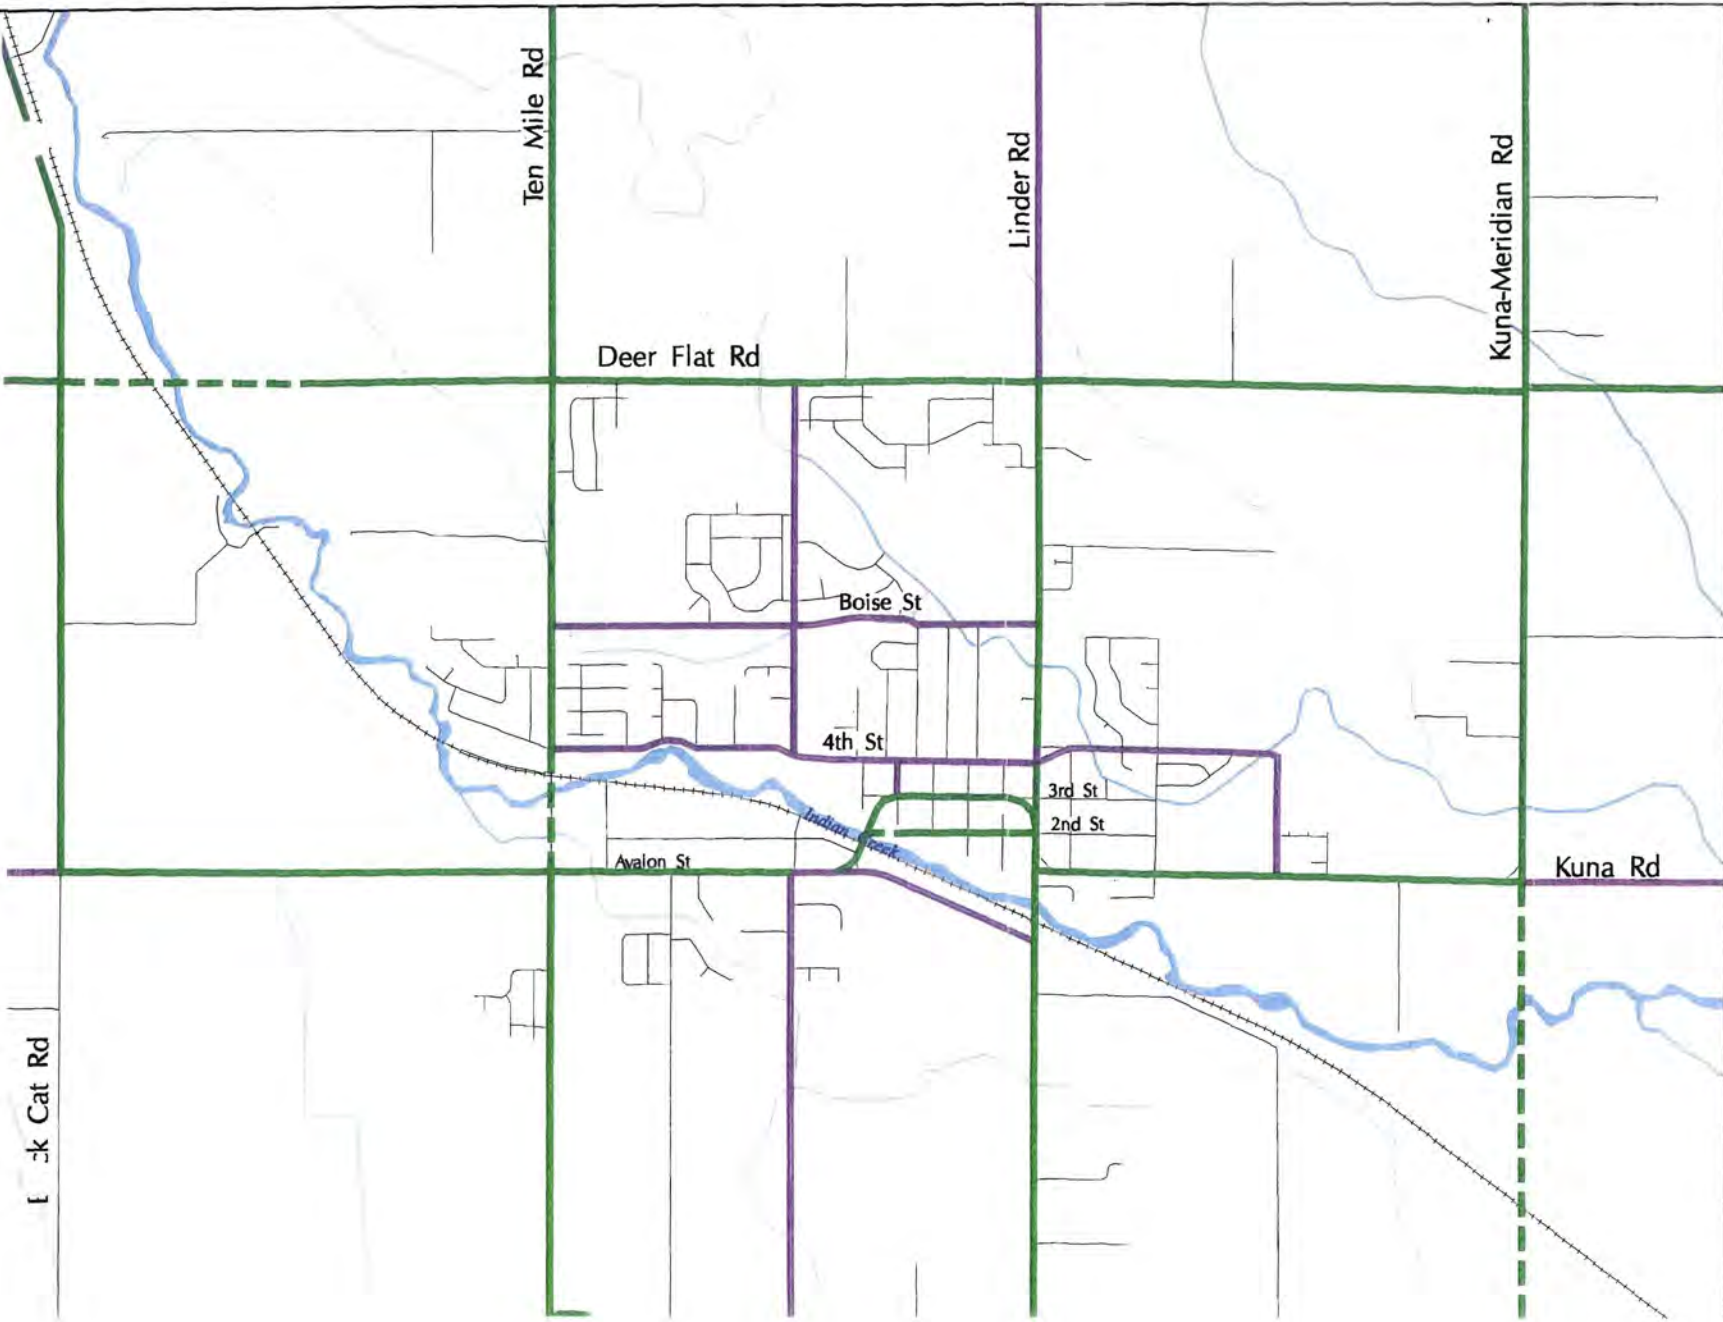 Ten Mile Rd
Linder Rd
Kuna-Meridian Rd
Deer Flat Rd
Boise St
4th St
3rd St
2nd St
Indian Creek
Avalon St
Kuna Rd
Cat Rd